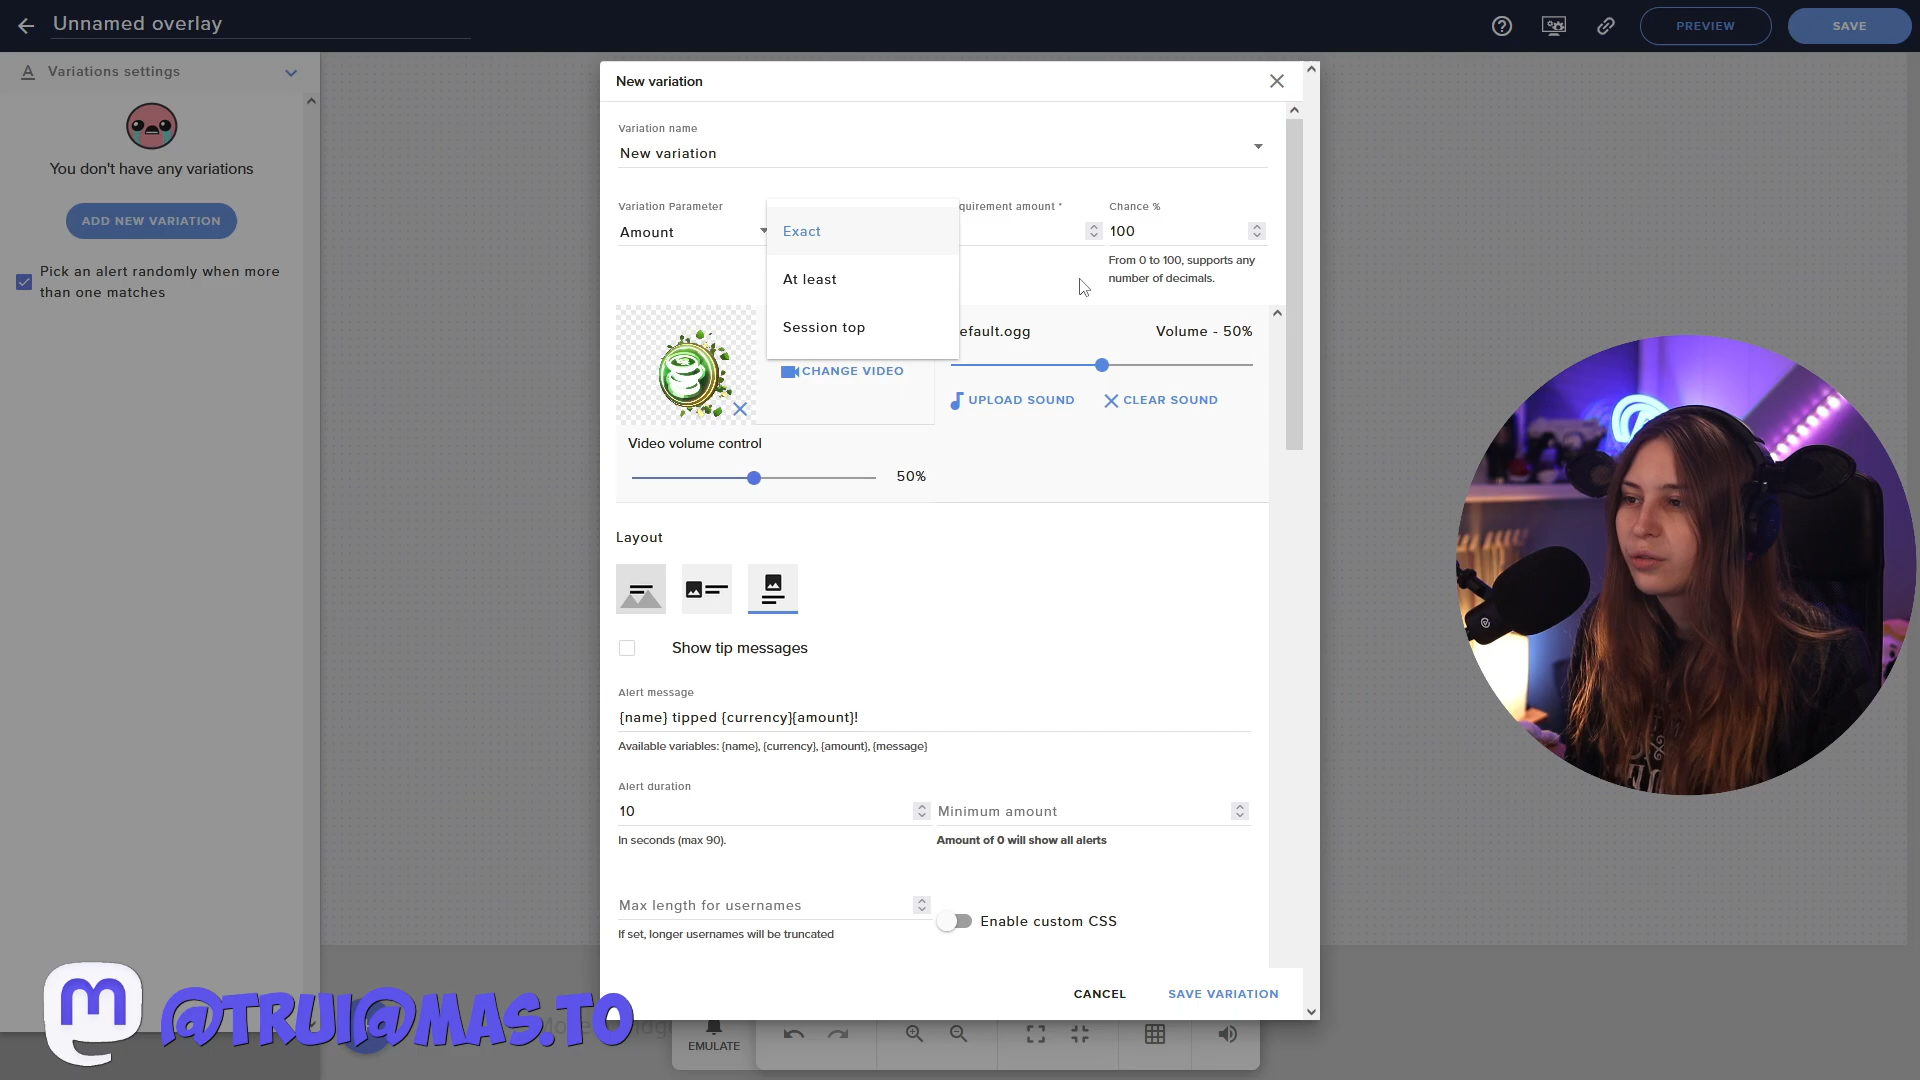 Unnamed overlay
PREVIEW
SAVE
Variations settings
You don't have any variations
ADD NEW VARIATION
Pick an alert randomly when more
than one matches
New variation
Variation name
New variation
Variation Parameter
Amount
Exact
At least
Session top
quirement amount *
Chance %
100
From 0 to 100, supports any
number of decimals.
CHANGE VIDEO
efault.ogg
Volume - 50%
UPLOAD SOUND
CLEAR SOUND
Video volume control
50%
Layout
Show tip messages
Alert message
{name} tipped {currency}{amount}!
Available variables: {name}, {currency}, {amount}, {message}
Alert duration
10
In seconds (max 90).
Minimum amount
Amount of 0 will show all alerts
Max length for usernames
If set, longer usernames will be truncated
Enable custom CSS
CANCEL
SAVE VARIATION
m @TRUI@MAS.TO
EMULATE